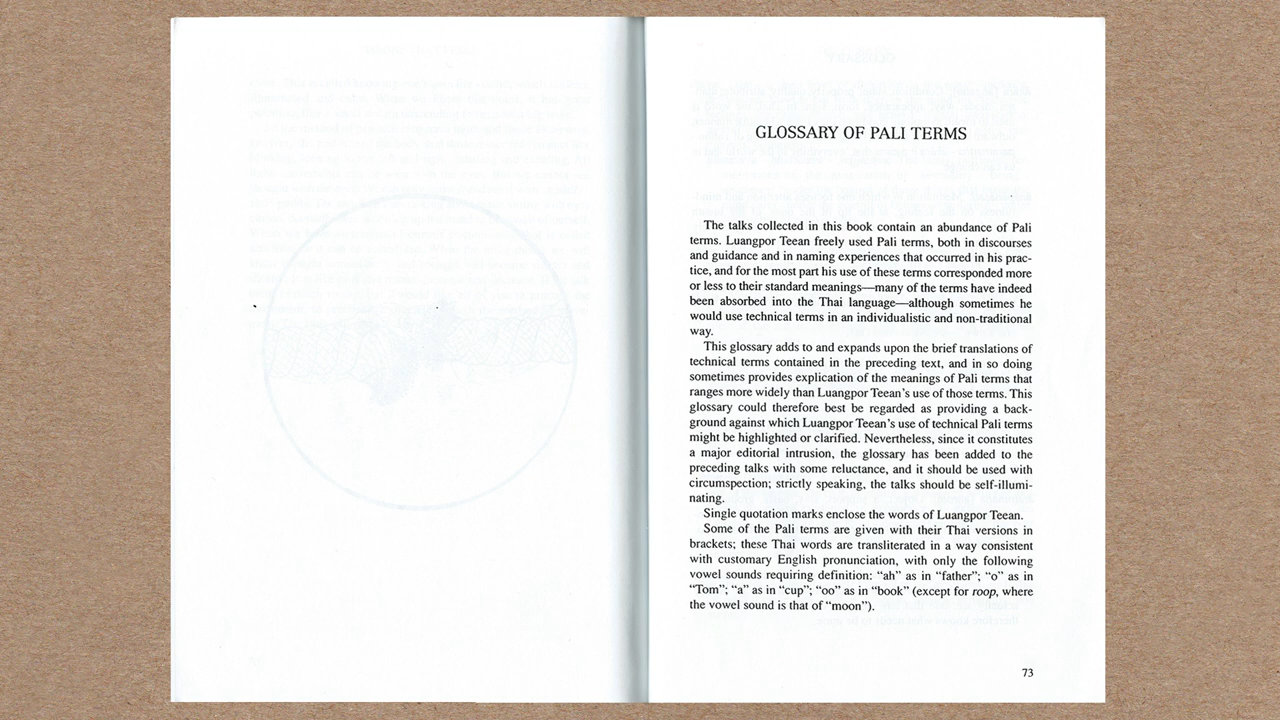 GLOSSARY OF PALI TERMS
The talks collected in this book contain an abundance of Pali
terms. Luangpor Teean freely used Pali terms, both in discourses
and guidance and in naming experiences that occurred in his prac-
tice, and for the most part his use of these terms corresponded more
or less to their standard meanings—many of the terms have indeed
been absorbed into the Thai language—although sometimes he
would use technical terms in an individualistic and non-traditional
way.
This glossary adds to and expands upon the brief translations of
technical terms contained in the preceding text, and in so doing
sometimes provides explication of the meanings of Pali terms that
ranges more widely than Luangpor Teean's use of those terms. This
glossary could therefore best be regarded as providing a back-
ground against which Luangpor Teean's use of technical Pali terms
might be highlighted or clarified. Nevertheless, since it constitutes
a major editorial intrusion, the glossary has been added to the
preceding talks with some reluctance, and it should be used with
circumspection; strictly speaking, the talks should be self-illumi-
nating.
Single quotation marks enclose the words of Luangpor Teean.
Some of the Pali terms are given with their Thai versions in
brackets; these Thai words are transliterated in a way consistent
with customary English pronunciation, with only the following
vowel sounds requiring definition: “ah” as in “father”; “o” as in
“Tom”; “a” as in “cup”; “oo” as in “book” (except for roop, where
the vowel sound is that of “moon”).
73